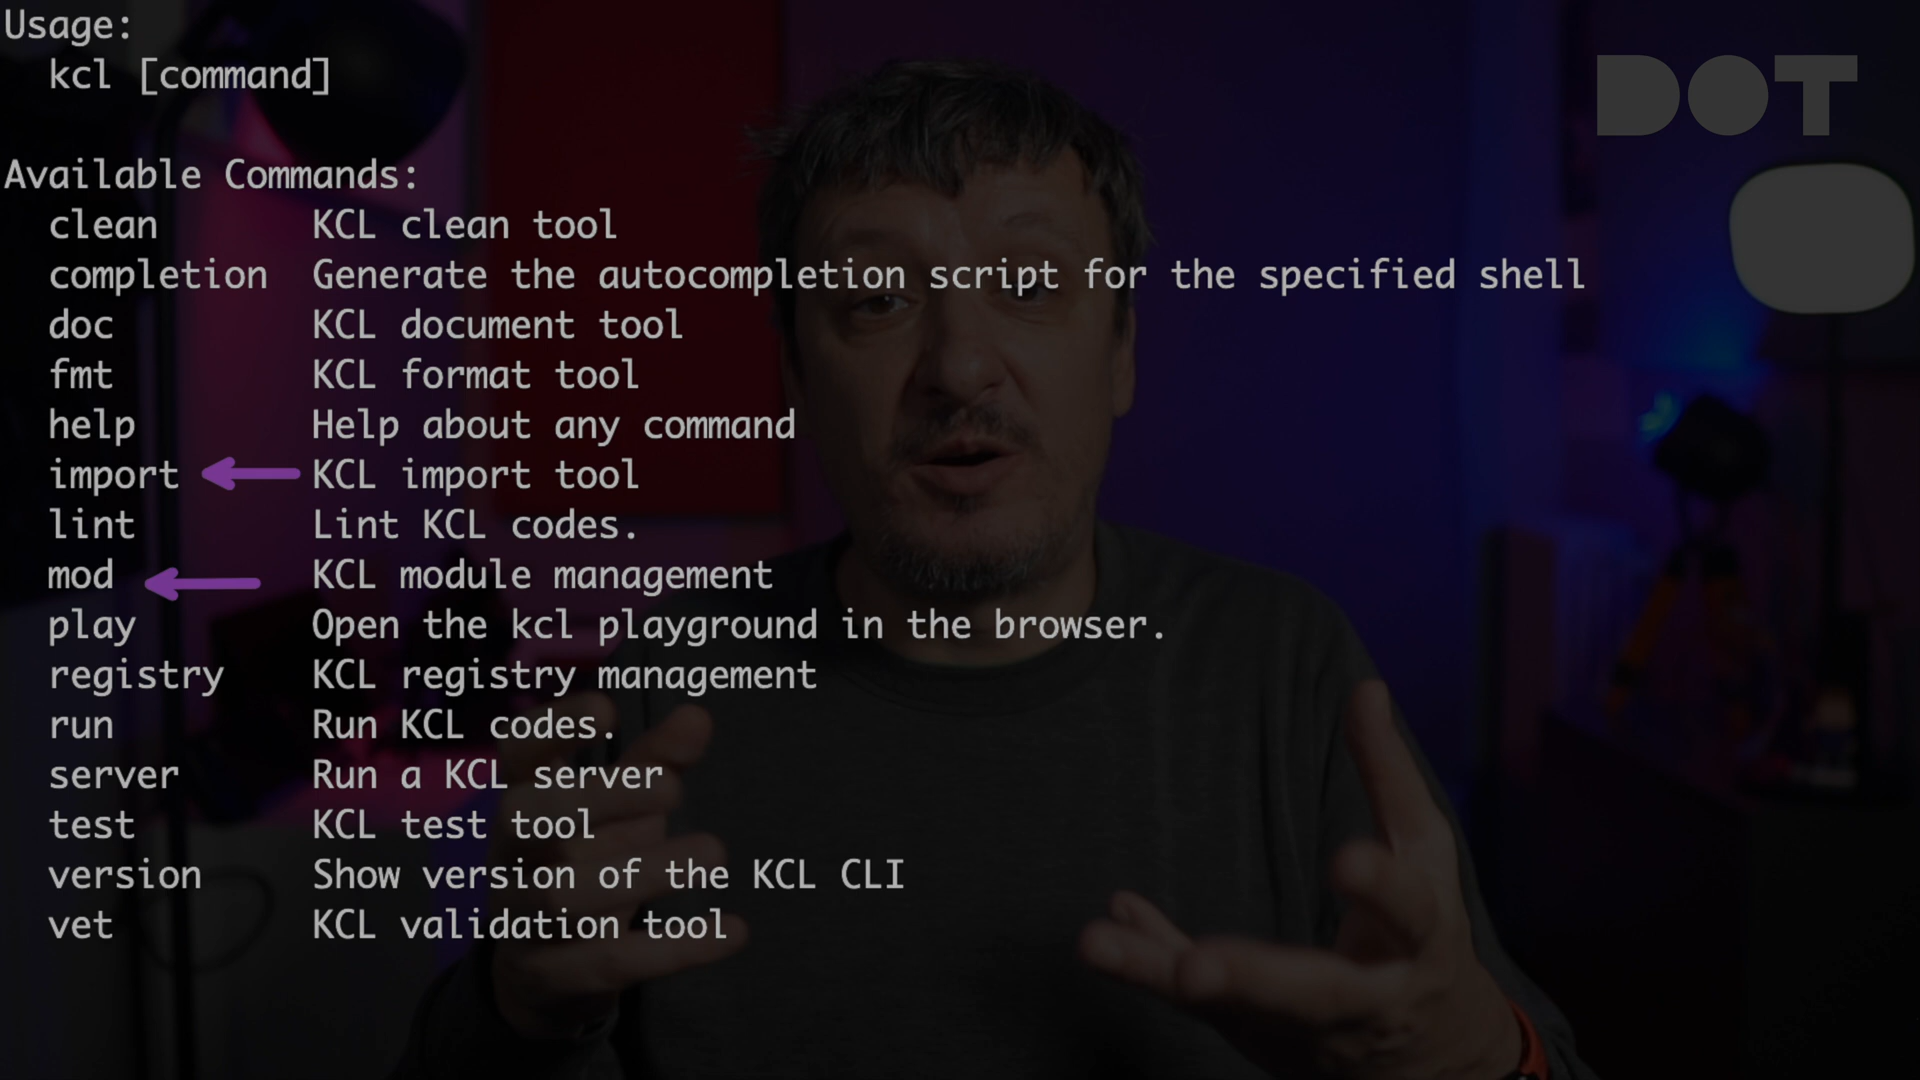 Usage:
kcl [command]
DOT
Available Commands:
clean KCL clean tool
completion Generate the autocompletion script for the specified shell
doc KCL document tool
fmt KCL format tool
help Help about any command
import KCL import tool
lint Lint KCL codes.
mod KCL module management
play Open the kcl playground in the browser.
registry KCL registry management
run Run KCL codes.
server Run a KCL server
test KCL test tool
version Show version of the KCL CLI
vet KCL validation tool